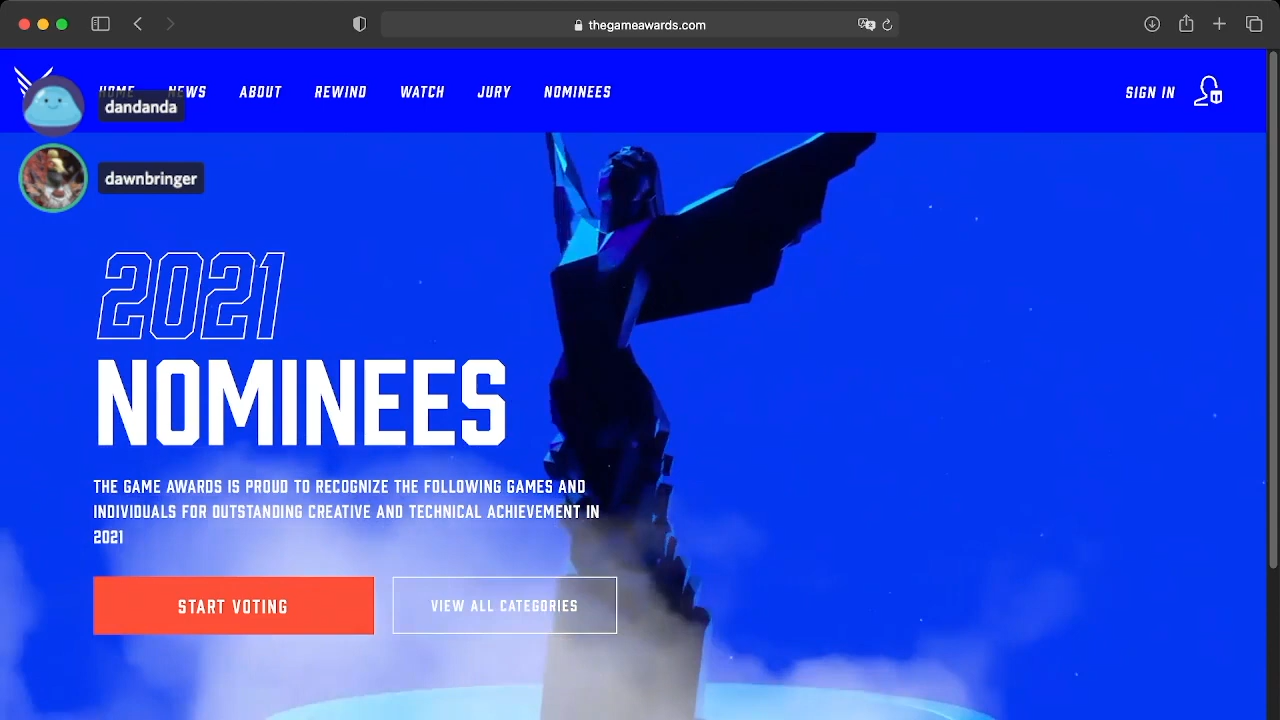 thegameawards.com
HOME NEWS ABOUT REWIND WATCH JURY NOMINEES
SIGN IN
dandanda
dawnbringer
2021
NOMINEES
THE GAME AWARDS IS PROUD TO RECOGNIZE THE FOLLOWING GAMES AND
INDIVIDUALS FOR OUTSTANDING CREATIVE AND TECHNICAL ACHIEVEMENT IN
2021
START VOTING
VIEW ALL CATEGORIES